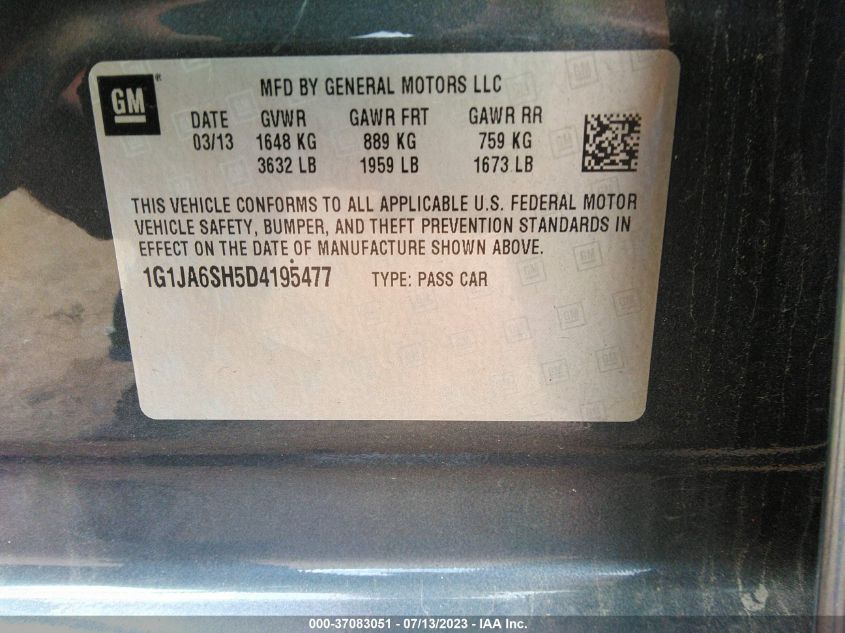 GM
MFD BY GENERAL MOTORS LLC
DATE GVWR GAWR FRT GAWR RR
03/13 1648 KG 889 KG 759 KG
3632 LB 1959 LB 1673 LB
THIS VEHICLE CONFORMS TO ALL APPLICABLE U.S. FEDERAL MOTOR
VEHICLE SAFETY, BUMPER, AND THEFT PREVENTION STANDARDS IN
EFFECT ON THE DATE OF MANUFACTURE SHOWN ABOVE.
1G1JA6SH5D4195477 TYPE: PASS CAR
000-37083051 - 07/13/2023 - IAA Inc.